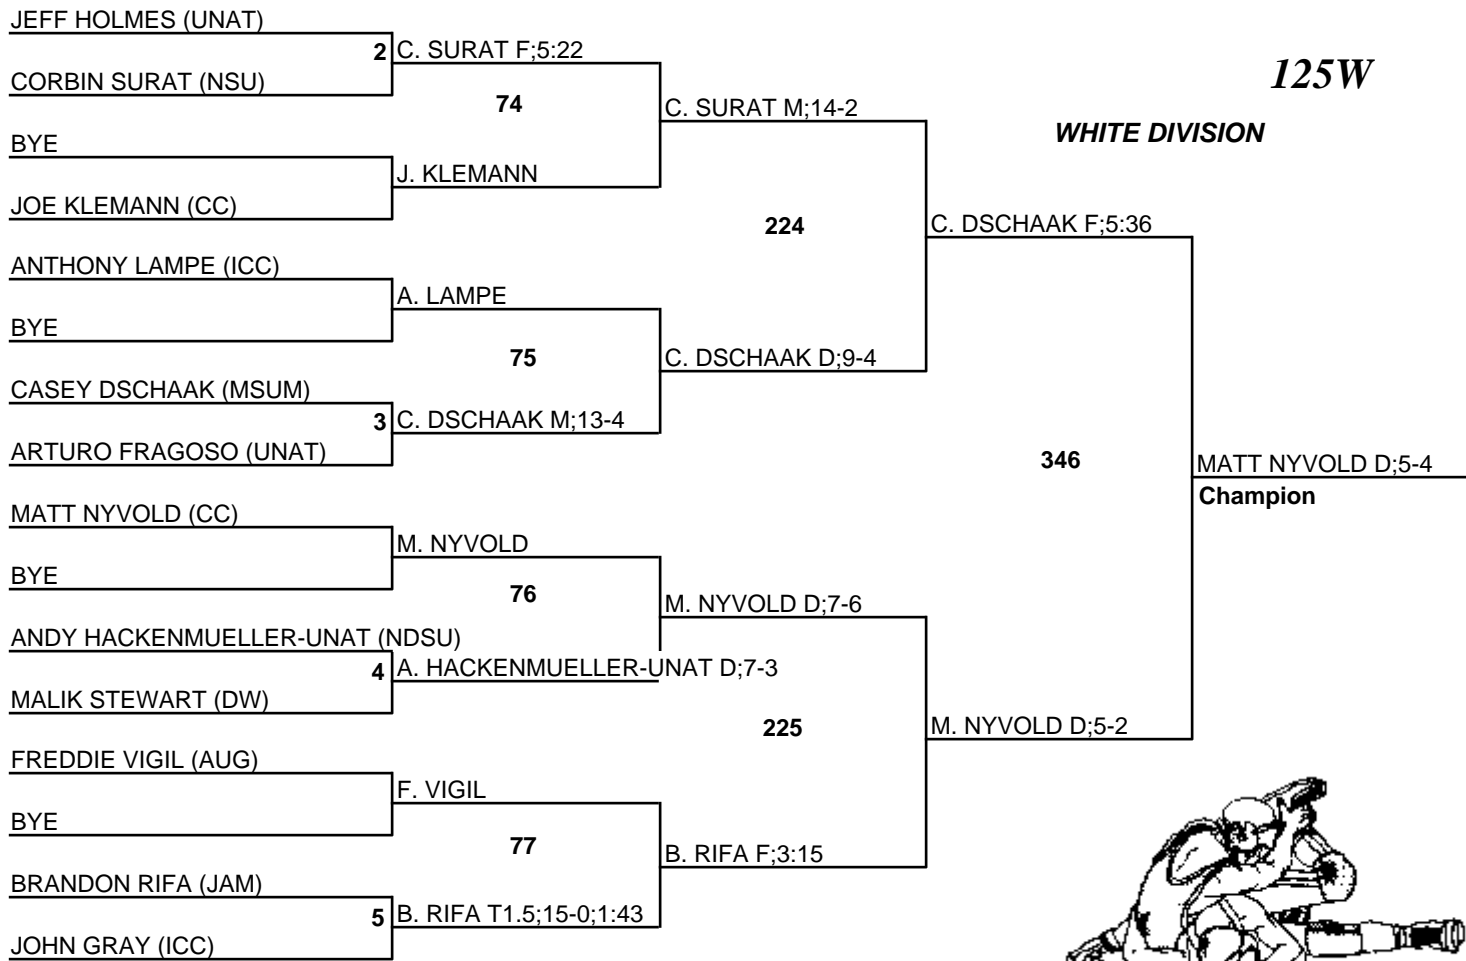 JEFF HOLMES (UNAT)
2 C. SURAT F;5:22
CORBIN SURAT (NSU)
125W
74
C. SURAT M;14-2
WHITE DIVISION
BYE
J. KLEMANN
JOE KLEMANN (CC)
224
C. DSCHAAK F;5:36
ANTHONY LAMPE (ICC)
A. LAMPE
BYE
75
C. DSCHAAK D;9-4
CASEY DSCHAAK (MSUM)
3 C. DSCHAAK M;13-4
ARTURO FRAGOSO (UNAT)
346
MATT NYVOLD D;5-4
Champion
MATT NYVOLD (CC)
M. NYVOLD
BYE
76
M. NYVOLD D;7-6
ANDY HACKENMUELLER-UNAT (NDSU)
4 A. HACKENMUELLER-UNAT D;7-3
MALIK STEWART (DW)
225
M. NYVOLD D;5-2
FREDDIE VIGIL (AUG)
F. VIGIL
BYE
77
B. RIFA F;3:15
BRANDON RIFA (JAM)
5 B. RIFA T1.5;15-0;1:43
JOHN GRAY (ICC)